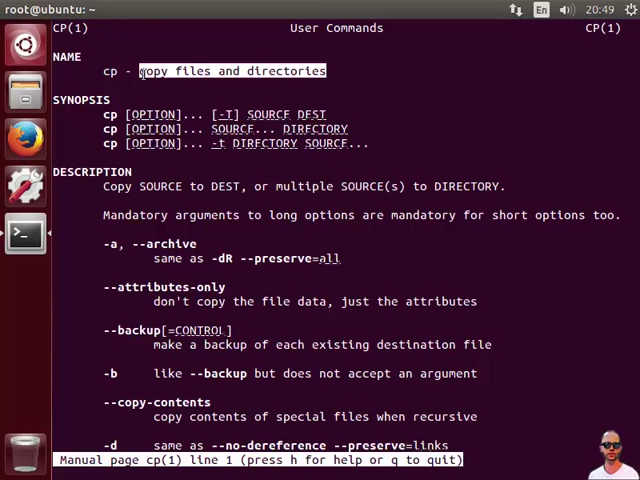 root@ubuntu: ~
En
20:49
CP(1) User Commands CP(1)
NAME
cp - copy files and directories
SYNOPSIS
cp [OPTION]... [-T] SOURCE DEST
cp [OPTION]... SOURCE... DIRECTORY
cp [OPTION]... -t DIRECTORY SOURCE...
DESCRIPTION
Copy SOURCE to DEST, or multiple SOURCE(s) to DIRECTORY.
Mandatory arguments to long options are mandatory for short options too.
-a, --archive
same as -dR --preserve=all
--attributes-only
don't copy the file data, just the attributes
--backup[=CONTROL]
make a backup of each existing destination file
-b like --backup but does not accept an argument
--copy-contents
copy contents of special files when recursive
-d same as --no-dereference --preserve=links
Manual page cp(1) line 1 (press h for help or q to quit)